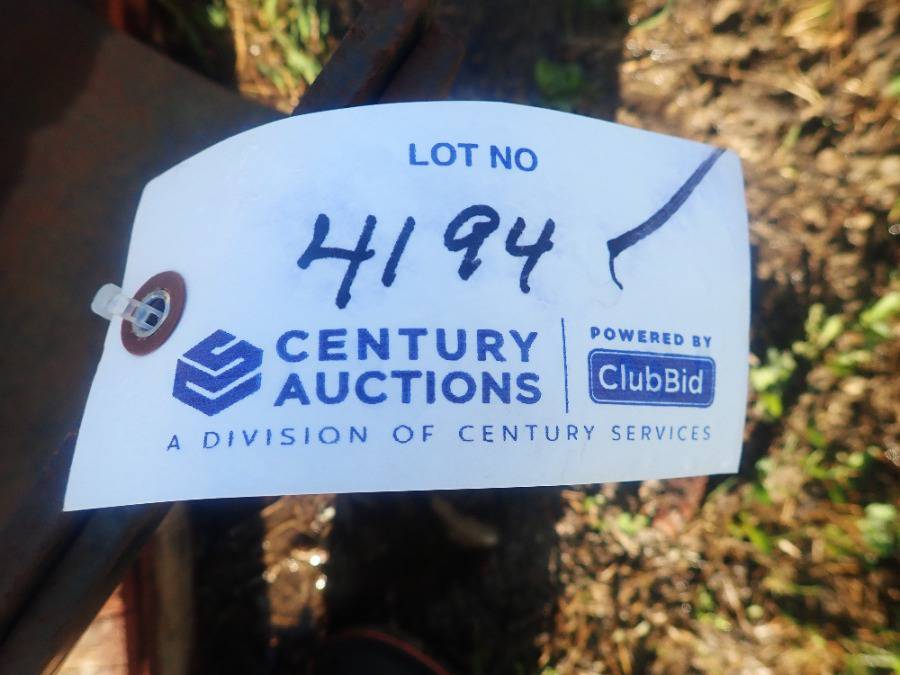 LOT NO
4194
CENTURY
AUCTIONS
POWERED BY
ClubBid
A DIVISION OF CENTURY SERVICES